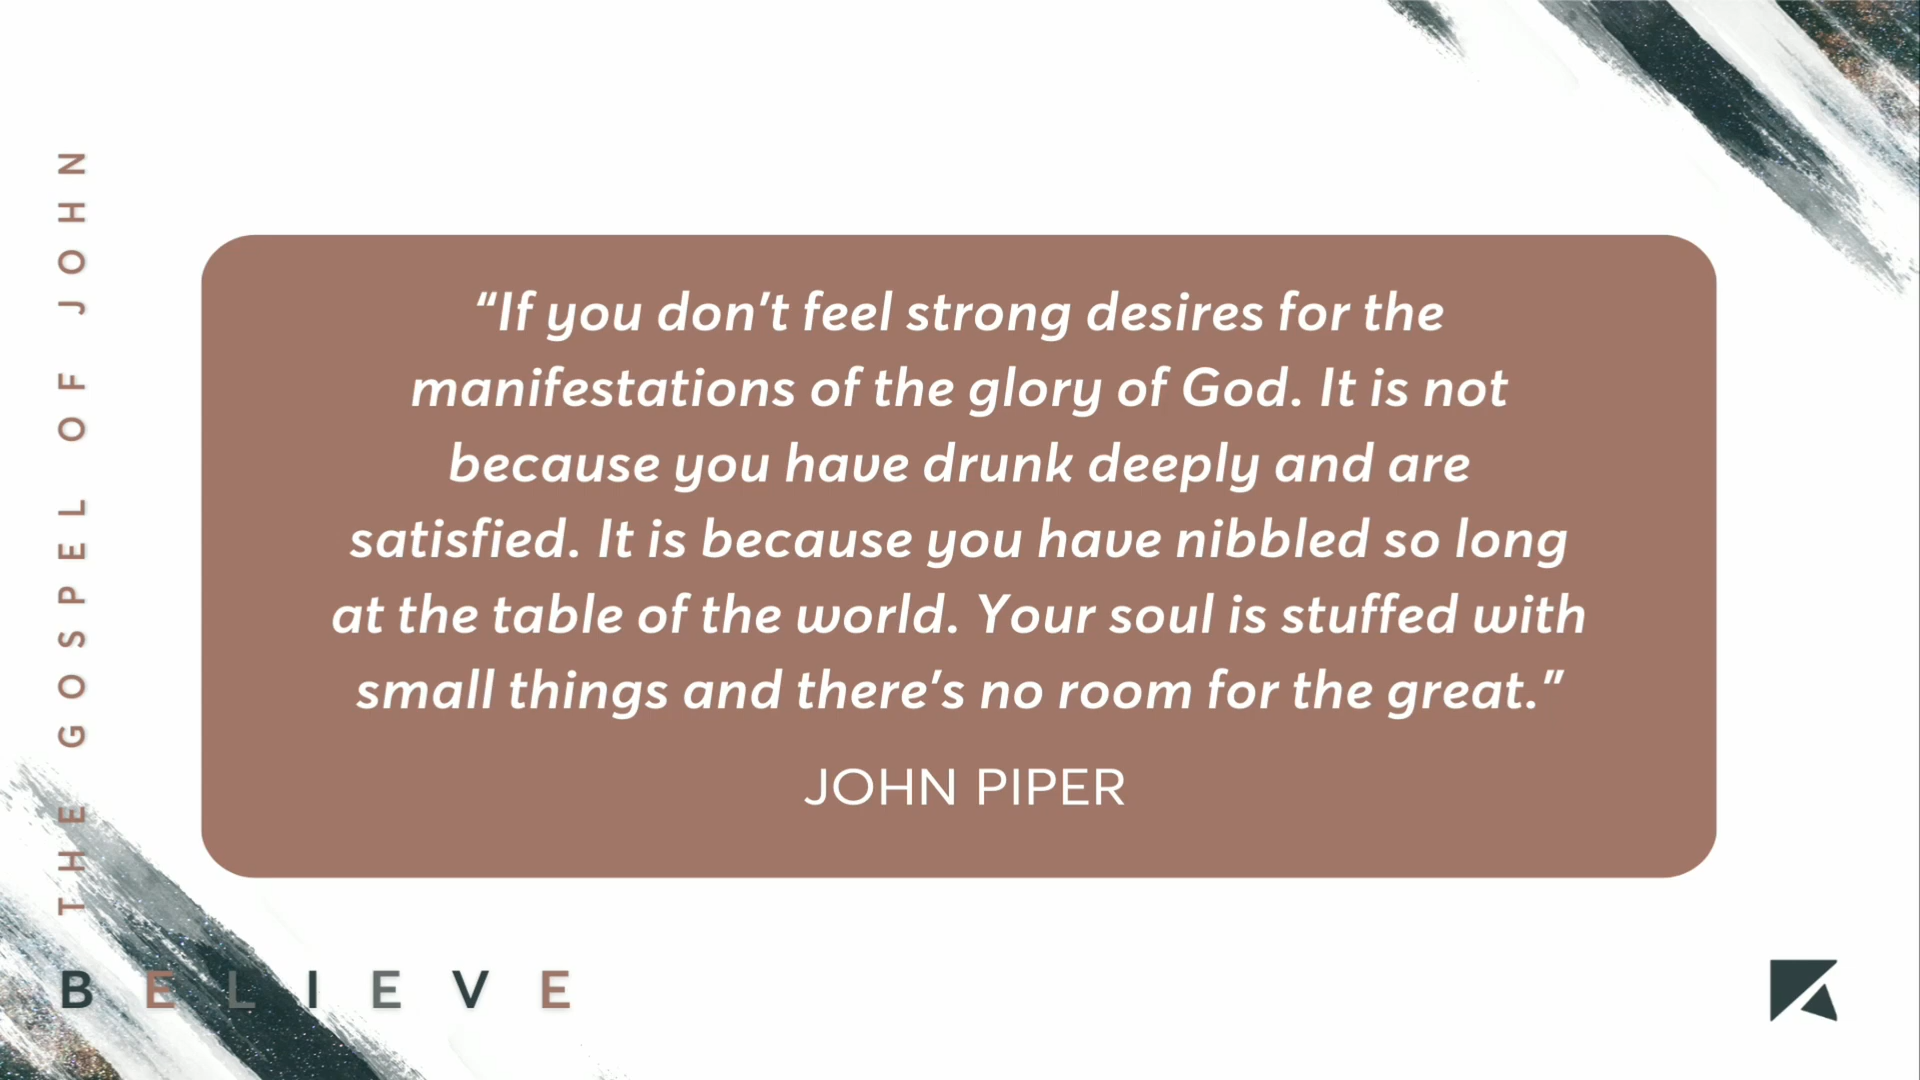 “If you don’t feel strong desires for the
manifestations of the glory of God. It is not
because you have drunk deeply and are
satisfied. It is because you have nibbled so long
at the table of the world. Your soul is stuffed with
small things and there’s no room for the great.”
JOHN PIPER
THE GOSPEL OF JOHN
BELIEVE